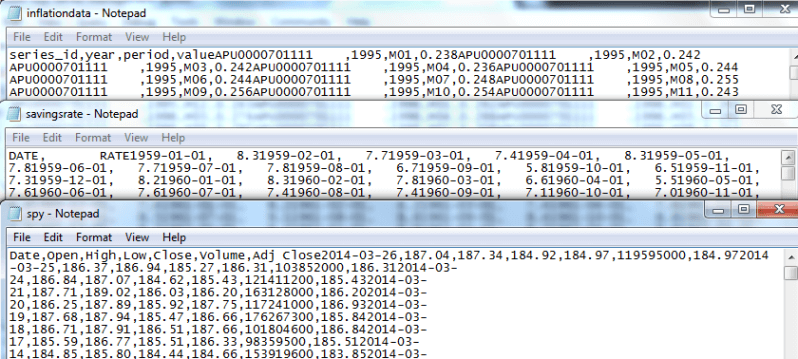 inflationdata - Notepad
File Edit Format View Help
series_id,year,period,valueAPU0000701111 ,1995,M01,0.238APU0000701111 ,1995,M02,0.242
APU0000701111 ,1995,M03,0.242APU0000701111 ,1995,M04,0.236APU0000701111 ,1995,M05,0.244
APU0000701111 ,1995,M06,0.244APU0000701111 ,1995,M07,0.248APU0000701111 ,1995,M08,0.255
APU0000701111 ,1995,M09,0.256APU0000701111 ,1995,M10,0.254APU0000701111 ,1995,M11,0.243
savingsrate - Notepad
File Edit Format View Help
DATE, RATE1959-01-01, 8.31959-02-01, 7.71959-03-01, 7.41959-04-01, 8.31959-05-01,
7.81959-06-01, 7.71959-07-01, 7.81959-08-01, 6.71959-09-01, 5.81959-10-01, 6.51959-11-01,
7.31959-12-01, 8.21960-01-01, 8.31960-02-01, 7.81960-03-01, 6.61960-04-01, 5.51960-05-01,
7.61960-06-01, 7.61960-07-01, 7.41960-08-01, 7.41960-09-01, 7.11960-10-01, 7.01960-11-01,
spy - Notepad
File Edit Format View Help
Date,Open,High,Low,Close,Volume,Adj Close2014-03-26,187.04,187.34,184.92,184.97,119595000,184.972014
-03-25,186.37,186.94,185.27,186.31,103852000,186.312014-03-
24,186.84,187.07,184.62,185.43,121411200,185.432014-03-
21,187.71,189.02,186.03,186.20,163128000,186.202014-03-
20,186.25,187.89,185.92,187.75,117241000,186.932014-03-
19,187.68,187.94,185.47,186.66,176267300,185.842014-03-
18,186.71,187.91,186.51,187.66,101804600,186.842014-03-
17,185.59,186.77,185.51,186.33,98359500,185.512014-03-
14,184.85,185.80,184.44,184.66,153919600,183.852014-03-